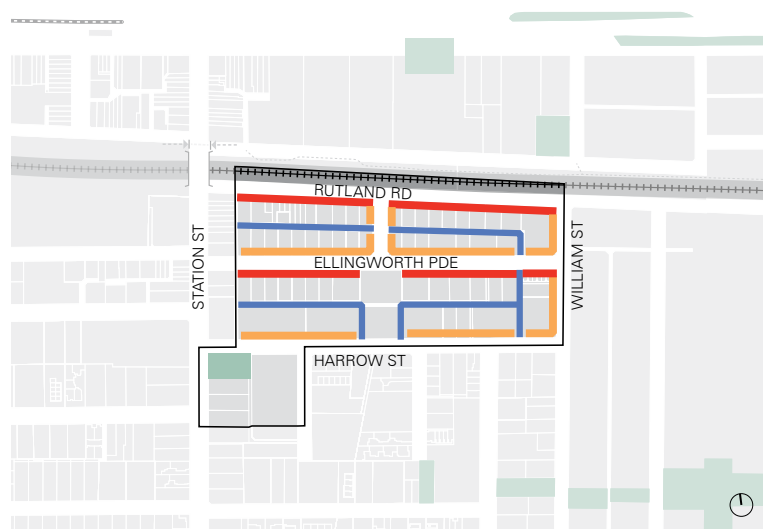 RUTLAND RD
STATION ST
WILLIAM ST
ELLINGWORTH PDE
HARROW ST